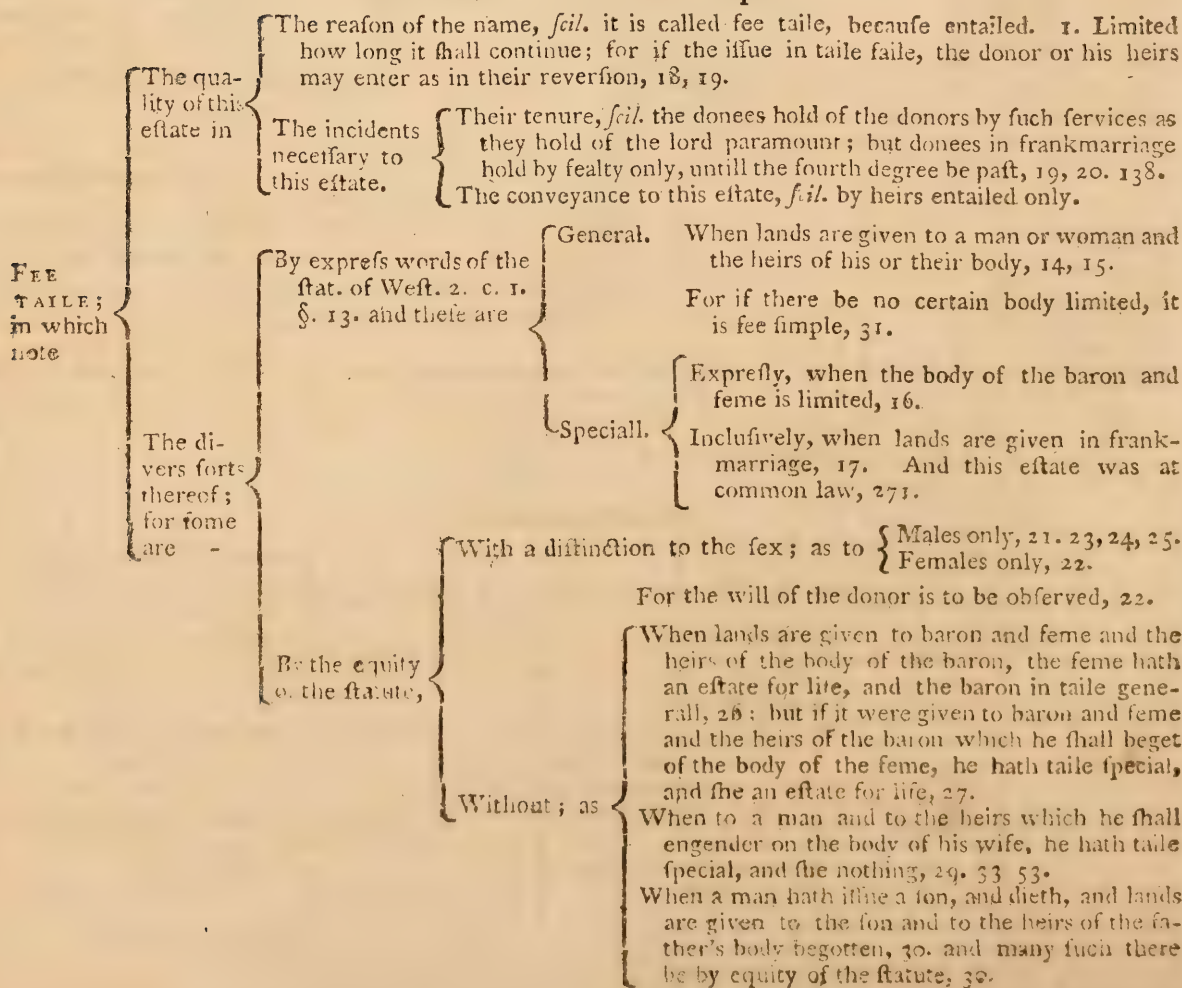 The reaſon of the name, ſcil. it is called fee taile, becauſe entailed. 1. Limited
how long it ſhall continue; for if the iſſue in taile faile, the donor or his heirs
may enter as in their reverſion, 18, 19.
The qua-
lity of this
eſtate in
The incidents
neceſſary to
this eſtate.
Their tenure, ſcil. the donees hold of the donors by ſuch ſervices as
they hold of the lord paramount; but donees in frankmarriage
hold by fealty only, untill the fourth degree be paſt, 19, 20. 138.
The conveyance to this eſtate, ſcil. by heirs entailed only.
FEE
TAILE;
in which
note
The di-
vers ſorts
thereof;
for ſome
are -
By expreſs words of the
ſtat. of Weſt. 2. c. 1.
§. 13. and theſe are
General. When lands are given to a man or woman and
the heirs of his or their body, 14, 15.
For if there be no certain body limited, it
is fee ſimple, 31.
Speciall.
Expreſly, when the body of the baron and
feme is limited, 16.
Incluſively, when lands are given in frank-
marriage, 17. And this eſtate was at
common law, 271.
By the equity
of the ſtatute,
With a diſtinction to the ſex; as to
Males only, 21. 23, 24, 25.
Females only, 22.
For the will of the donor is to be obſerved, 22.
Without; as
When lands are given to baron and feme and the
heirs of the body of the baron, the feme hath
an eſtate for life, and the baron in taile gene-
rall, 26: but if it were given to baron and feme
and the heirs of the baron which he ſhall beget
of the body of the feme, he hath taile ſpecial,
and ſhe an eſtate for life, 27.
When to a man and to the heirs which he ſhall
engender on the body of his wife, he hath taile
ſpecial, and ſhe nothing, 29. 33 53.
When a man hath iſſue a ſon, and dieth, and lands
are given to the ſon and to the heirs of the fa-
ther's body begotten, 30. and many ſuch there
be by equity of the ſtatute, 30.